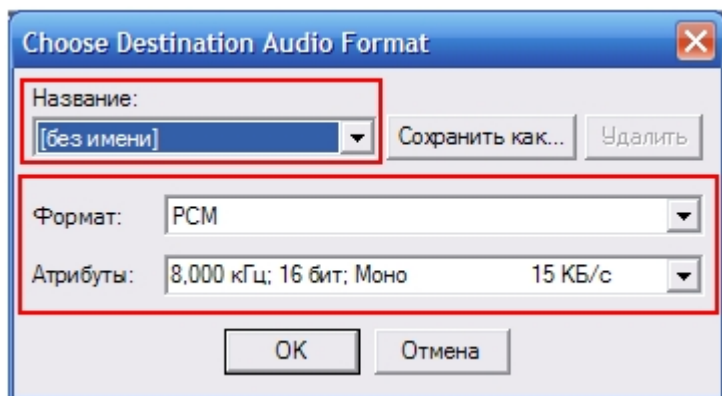 Choose Destination Audio Format
Название:
[без имени] Сохранить как... Удалить
Формат: PCM
Атрибуты: 8,000 кГц; 16 бит; Моно 15 КБ/с
OK Отмена